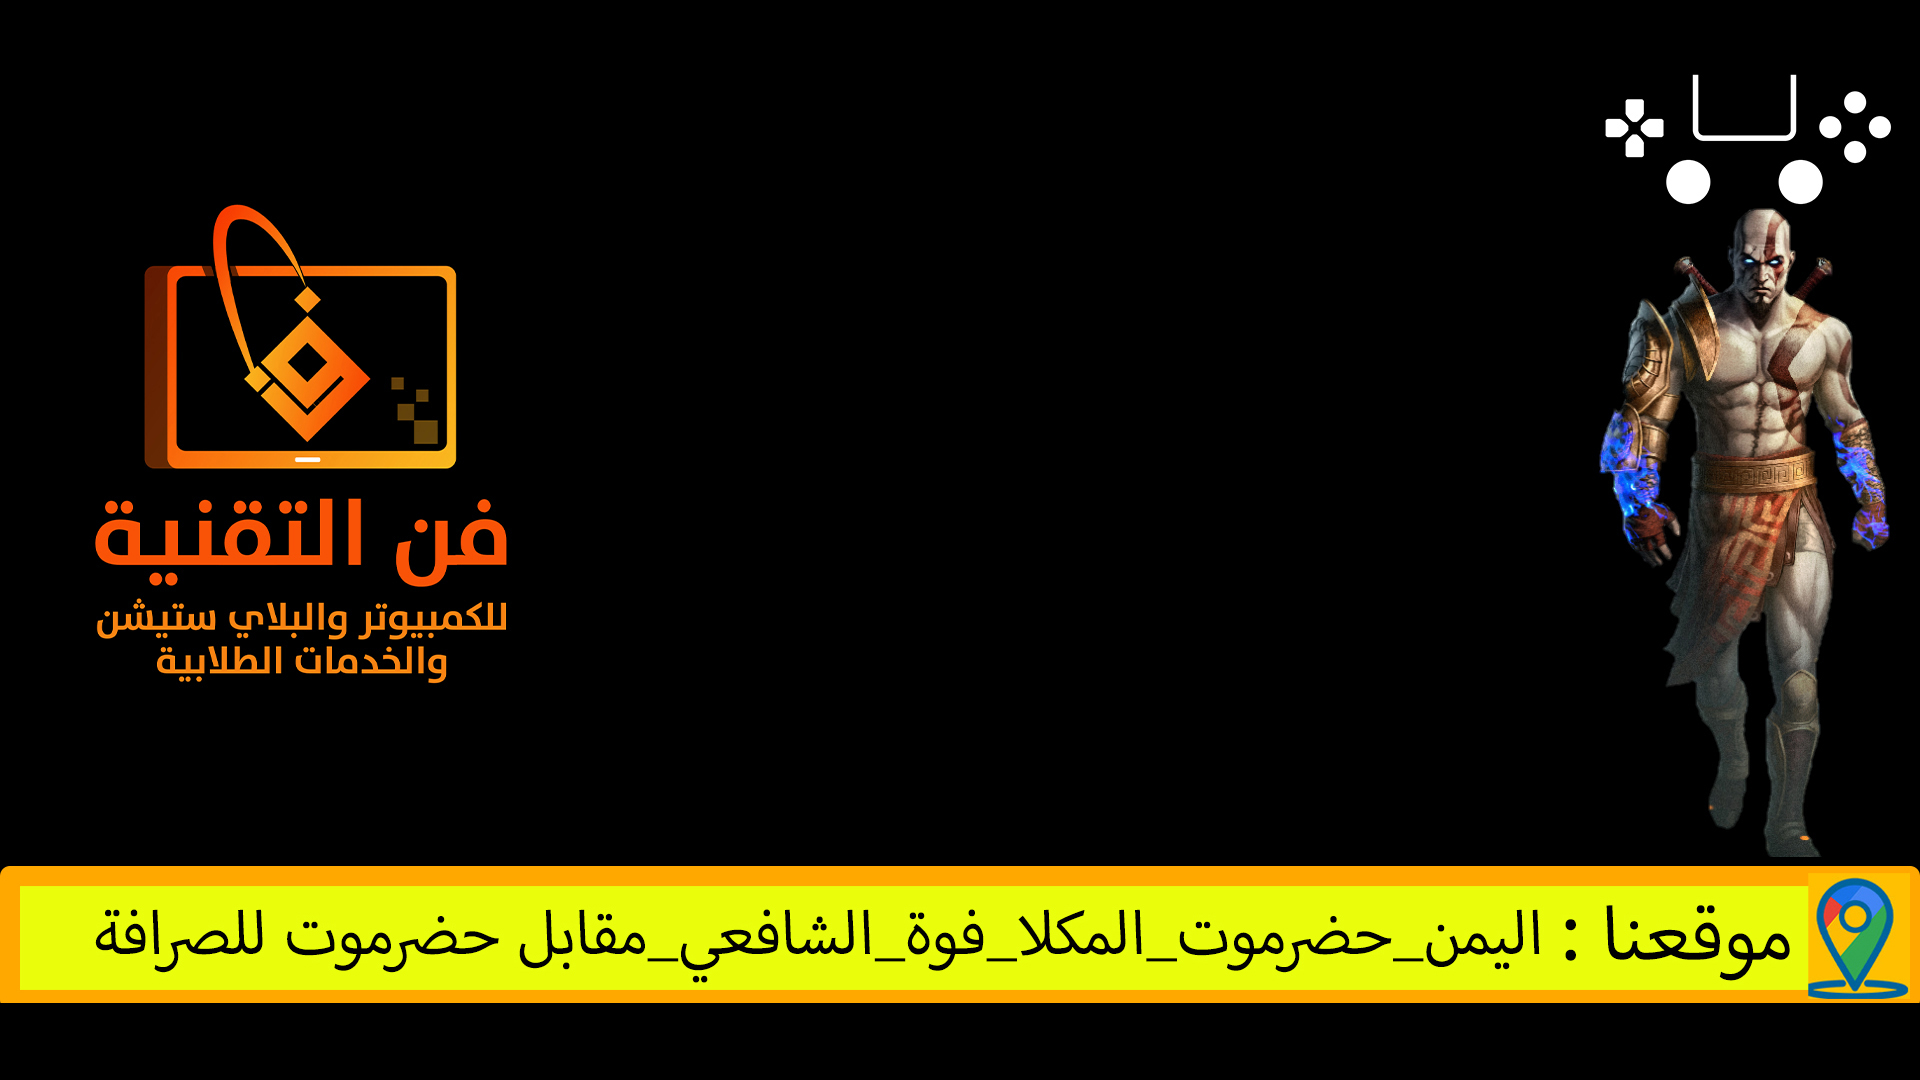 فن التقنية
للكمبيوتر والبلاي ستيشن
والخدمات الطلابية
موقعنا : اليمن_حضرموت_المكلا_فوة_الشافعي_مقابل حضرموت للصرافة